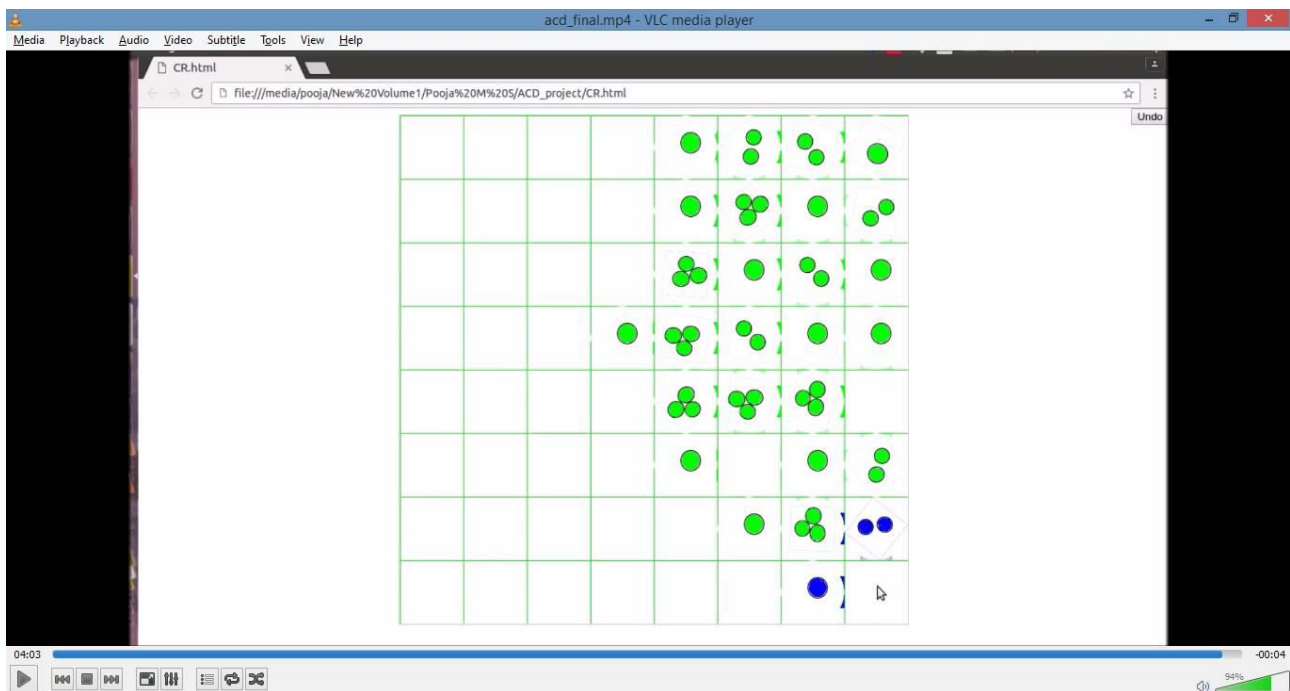 acd_final.mp4 - VLC media player
Media Playback Audio Video Subtitle Tools View Help
CR.html
file:///media/pooja/New%20Volume1/Pooja%20M%20S/ACD_project/CR.html
Undo
04:03
-00:04
94%